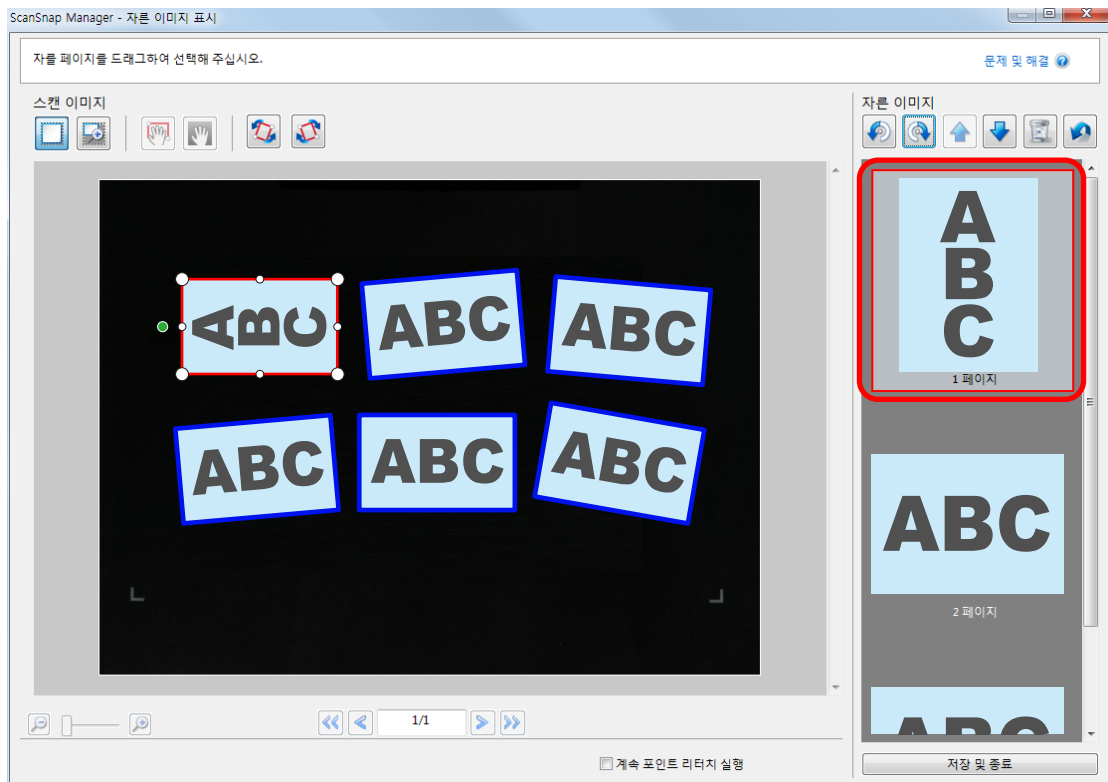 ScanSnap Manager - 자른 이미지 표시
자를 페이지를 드래그하여 선택해 주십시오.
문제 및 해결
스캔 이미지
자른 이미지
ABC
ABC
ABC
ABC
ABC
ABC
A
B
C
1 페이지
ABC
2 페이지
ABC
1/1
계속 포인트 리터치 실행
저장 및 종료